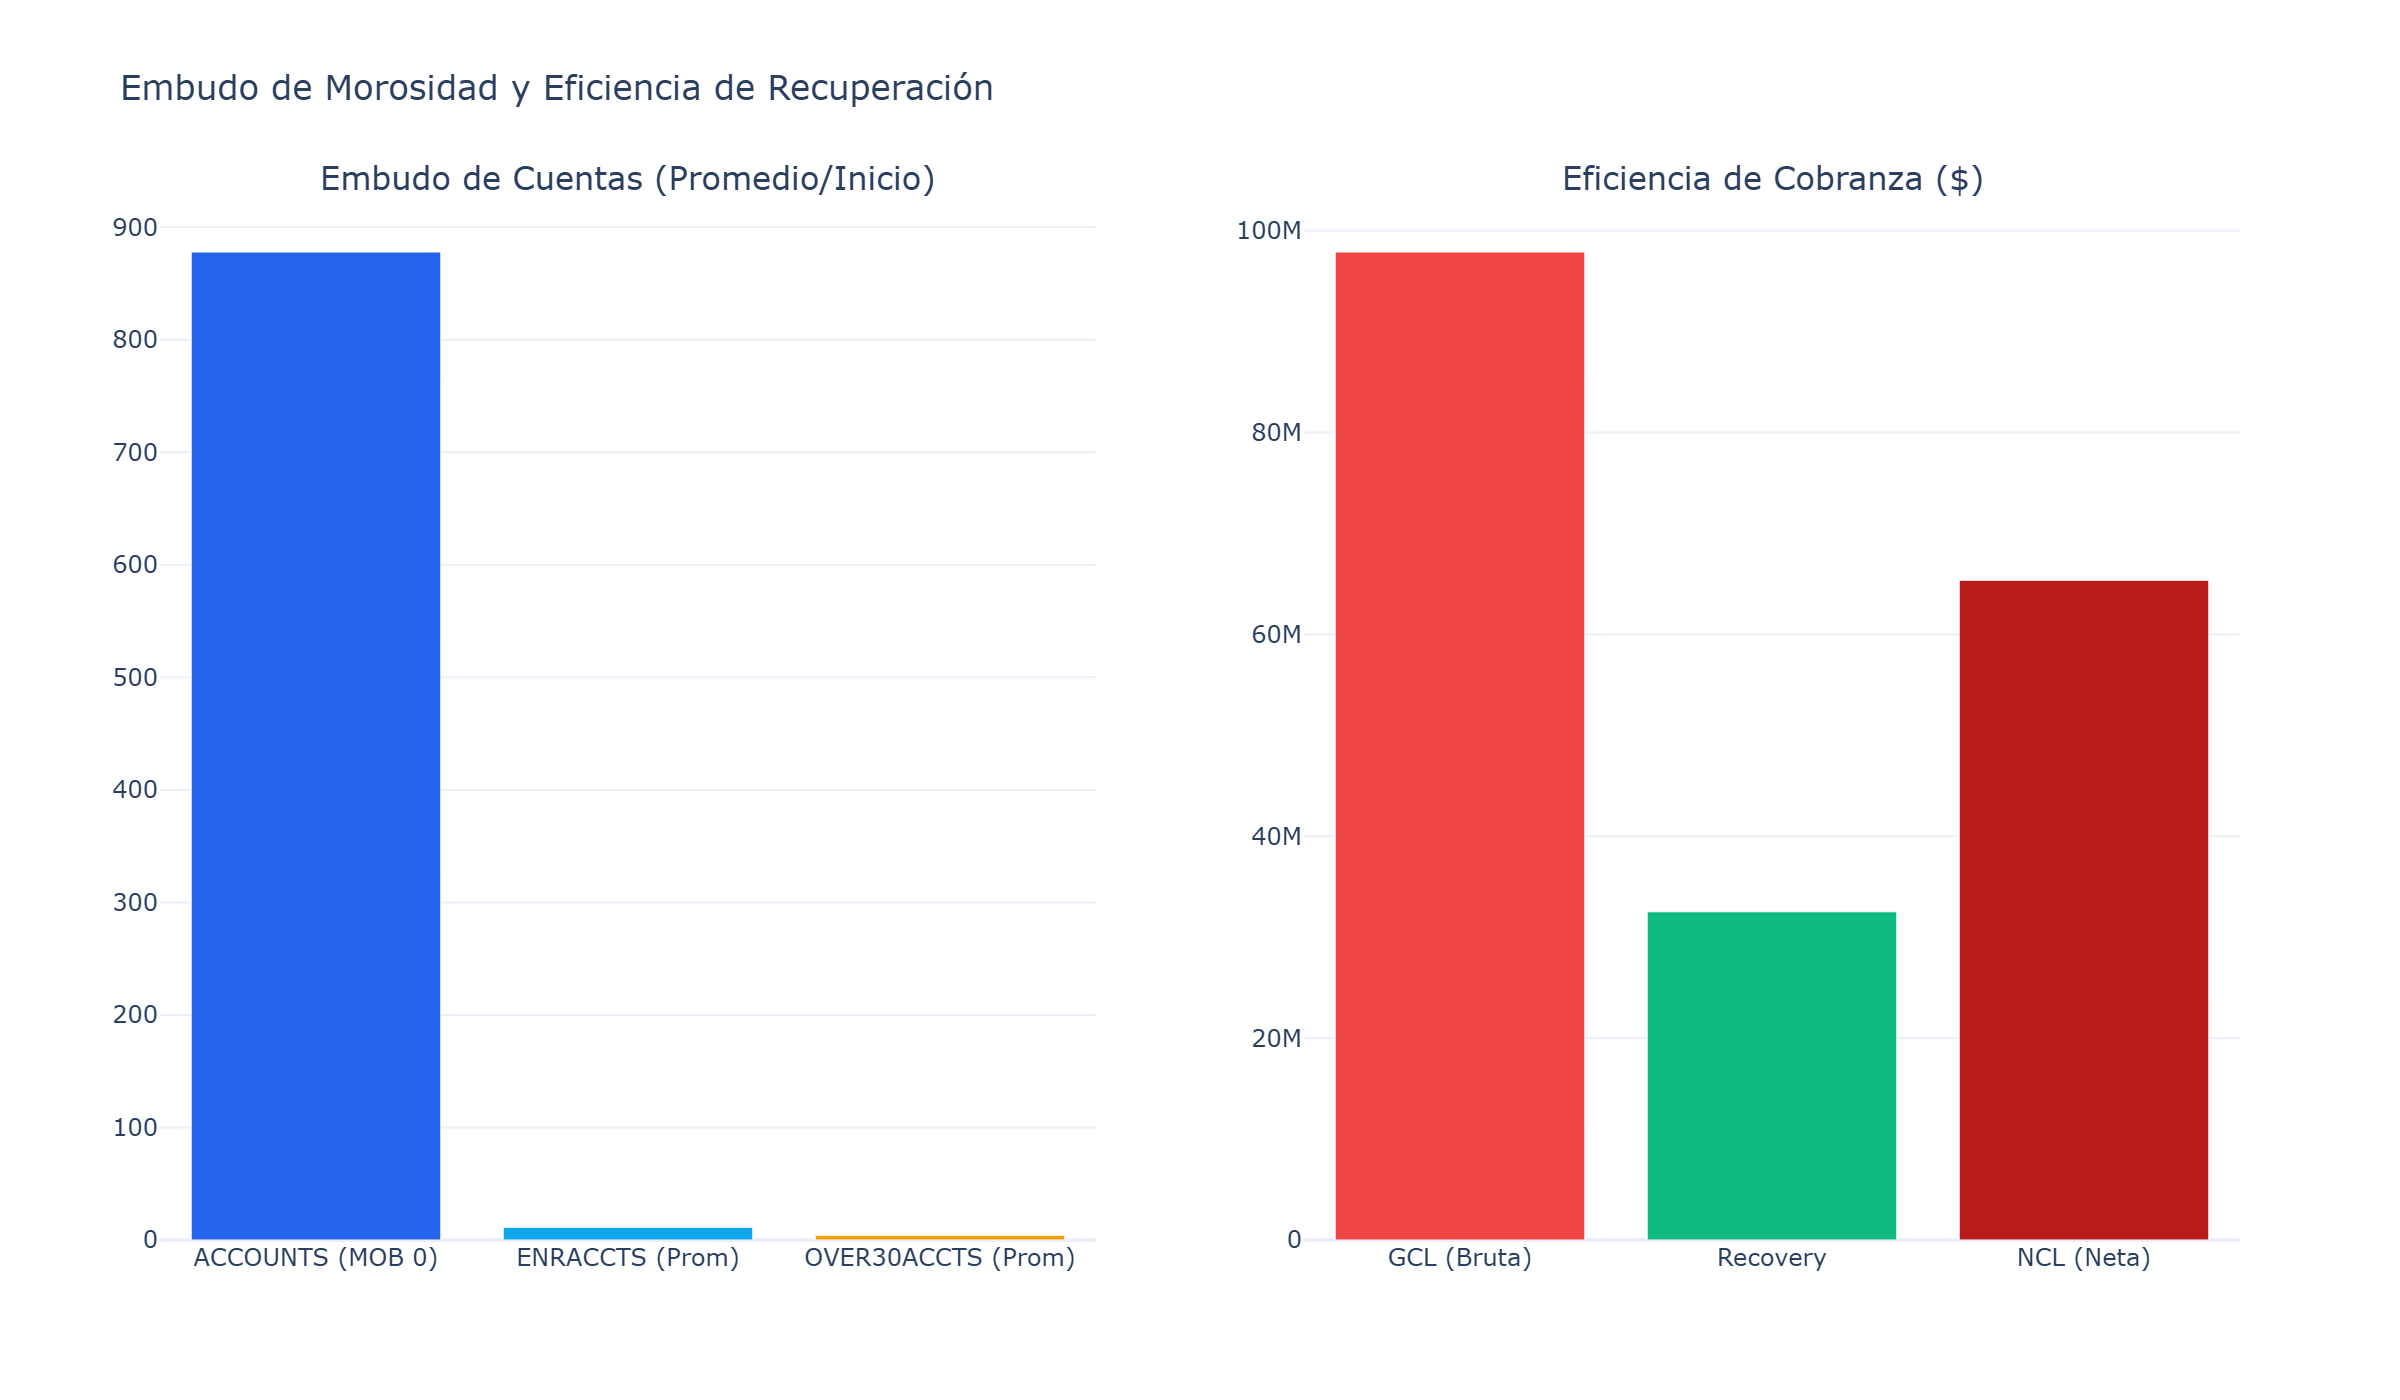 Embudo de Morosidad y Eficiencia de Recuperación
Embudo de Cuentas (Promedio/Inicio)
900
800
700
600
500
400
300
200
100
0
ACCOUNTS (MOB 0)
ENRACCTS (Prom)
OVER30ACCTS (Prom)
Eficiencia de Cobranza ($)
100M
80M
60M
40M
20M
0
GCL (Bruta)
Recovery
NCL (Neta)